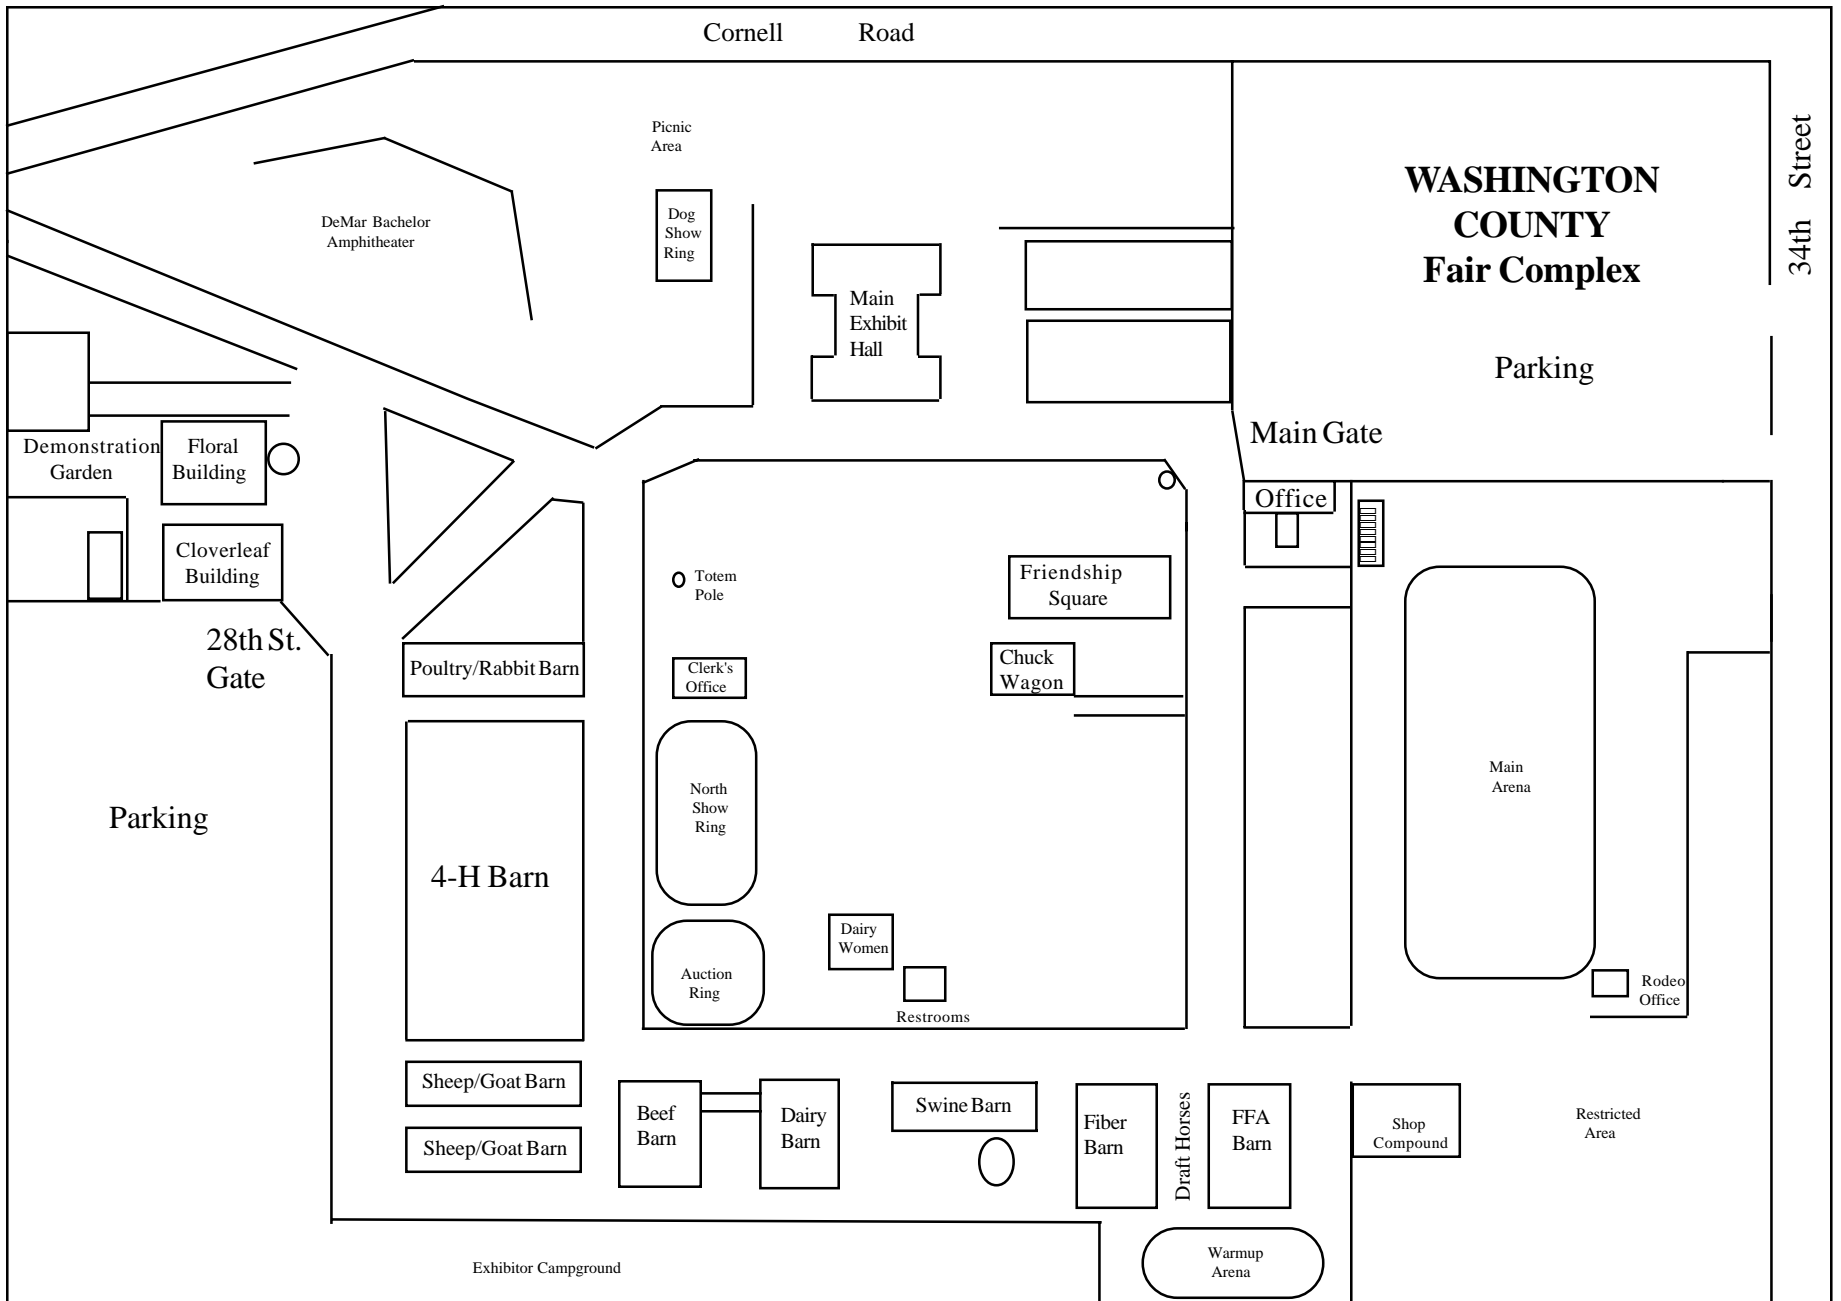 Cornell Road
34th Street
Picnic
Area
WASHINGTON
COUNTY
Fair Complex
DeMar Bachelor
Amphitheater
Dog
Show
Ring
Main
Exhibit
Hall
Parking
Main Gate
Demonstration
Garden
Floral
Building
Office
Cloverleaf
Building
Totem
Pole
Friendship
Square
28th St.
Gate
Poultry/Rabbit Barn
Clerk's
Office
Chuck
Wagon
Parking
North
Show
Ring
Main
Arena
4-H Barn
Dairy
Women
Auction
Ring
Restrooms
Rodeo
Office
Sheep/Goat Barn
Sheep/Goat Barn
Beef
Barn
Dairy
Barn
Swine Barn
Fiber
Barn
Draft Horses
FFA
Barn
Shop
Compound
Restricted
Area
Exhibitor Campground
Warmup
Arena